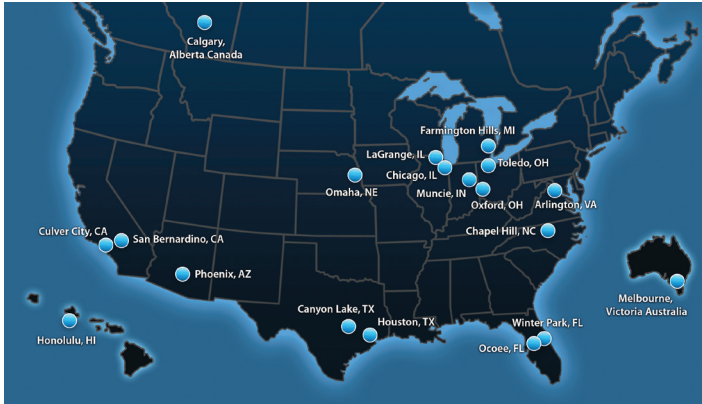 Calgary,
Alberta Canada
Farmington Hills, MI
LaGrange, IL
Chicago, IL
Toledo, OH
Omaha, NE
Muncie, IN
Oxford, OH
Arlington, VA
Chapel Hill, NC
Culver City, CA
San Bernardino, CA
Phoenix, AZ
Melbourne,
Victoria Australia
Canyon Lake, TX
Houston, TX
Winter Park, FL
Ocoee, FL
Honolulu, HI